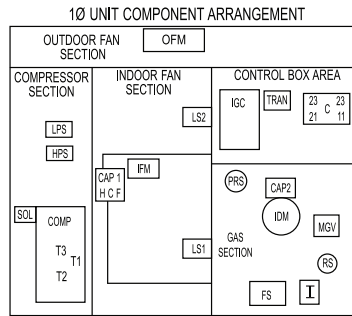 1Ø UNIT COMPONENT ARRANGEMENT
OUTDOOR FAN
SECTION
OFM
COMPRESSOR
SECTION
LPS
HPS
SOL
COMP
T3
T1
T2
INDOOR FAN
SECTION
LS2
IFM
CAP 1
H C F
LS1
CONTROL BOX AREA
IGC
TRAN
23 23
C
21 11
PRS
CAP2
IDM
MGV
GAS
SECTION
RS
FS
I